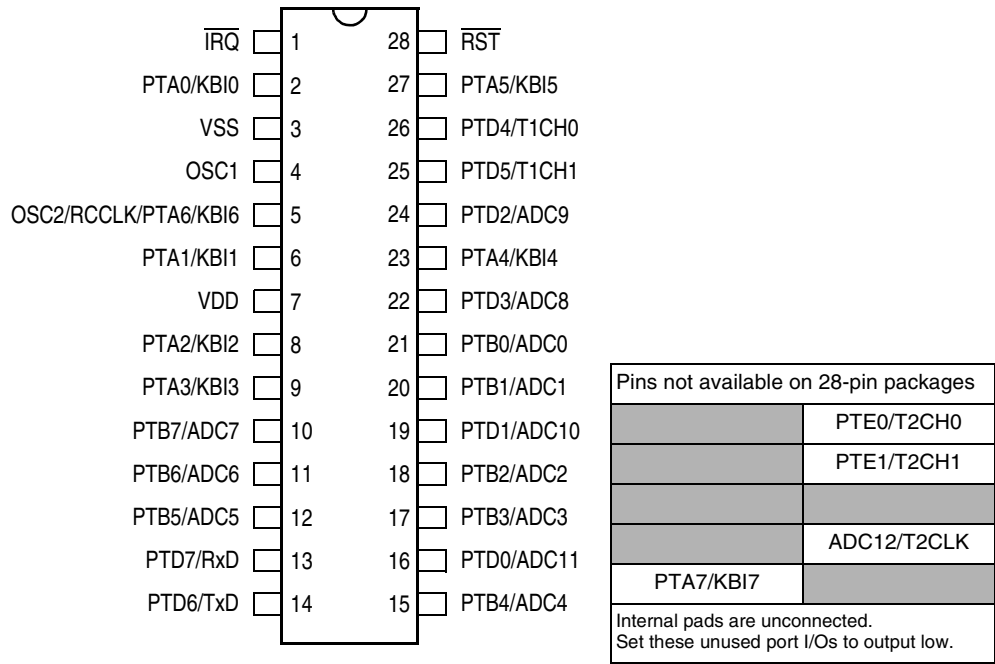 IRQ 1 28 RST
PTA0/KBI0 2 27 PTA5/KBI5
VSS 3 26 PTD4/T1CH0
OSC1 4 25 PTD5/T1CH1
OSC2/RCCLK/PTA6/KBI6 5 24 PTD2/ADC9
PTA1/KBI1 6 23 PTA4/KBI4
VDD 7 22 PTD3/ADC8
PTA2/KBI2 8 21 PTB0/ADC0
PTA3/KBI3 9 20 PTB1/ADC1
PTB7/ADC7 10 19 PTD1/ADC10
PTB6/ADC6 11 18 PTB2/ADC2
PTB5/ADC5 12 17 PTB3/ADC3
PTD7/RxD 13 16 PTD0/ADC11
PTD6/TxD 14 15 PTB4/ADC4
Pins not available on 28-pin packages
PTE0/T2CH0
PTE1/T2CH1
ADC12/T2CLK
PTA7/KBI7
Internal pads are unconnected.
Set these unused port I/Os to output low.